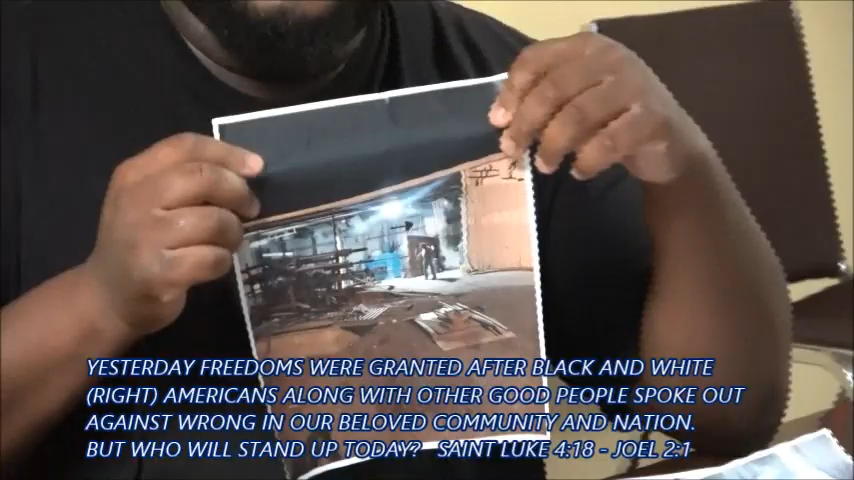 #12
YESTERDAY FREEDOMS WERE GRANTED AFTER BLACK AND WHITE
(RIGHT) AMERICANS ALONG WITH OTHER GOOD PEOPLE SPOKE OUT
AGAINST WRONG IN OUR BELOVED COMMUNITY AND NATION.
BUT WHO WILL STAND UP TODAY?   SAINT LUKE 4:18 - JOEL 2:1